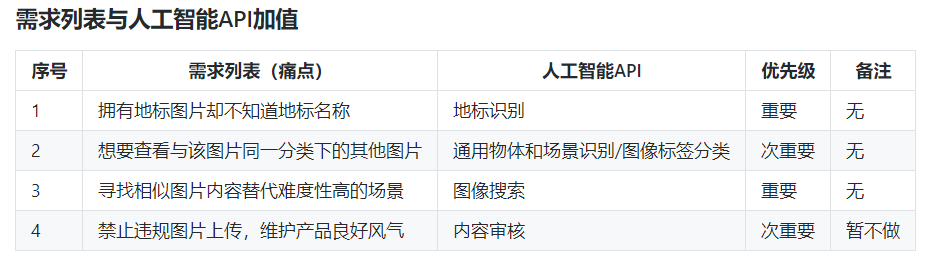 需求列表与人工智能API加值
序号 需求列表（痛点） 人工智能API 优先级 备注
1 拥有地标图片却不知道地标名称 地标识别 重要 无
2 想要查看与该图片同一分类下的其他图片 通用物体和场景识别/图像标签分类 次重要 无
3 寻找相似图片内容替代难度性高的场景 图像搜索 重要 无
4 禁止违规图片上传，维护产品良好风气 内容审核 次重要 暂不做